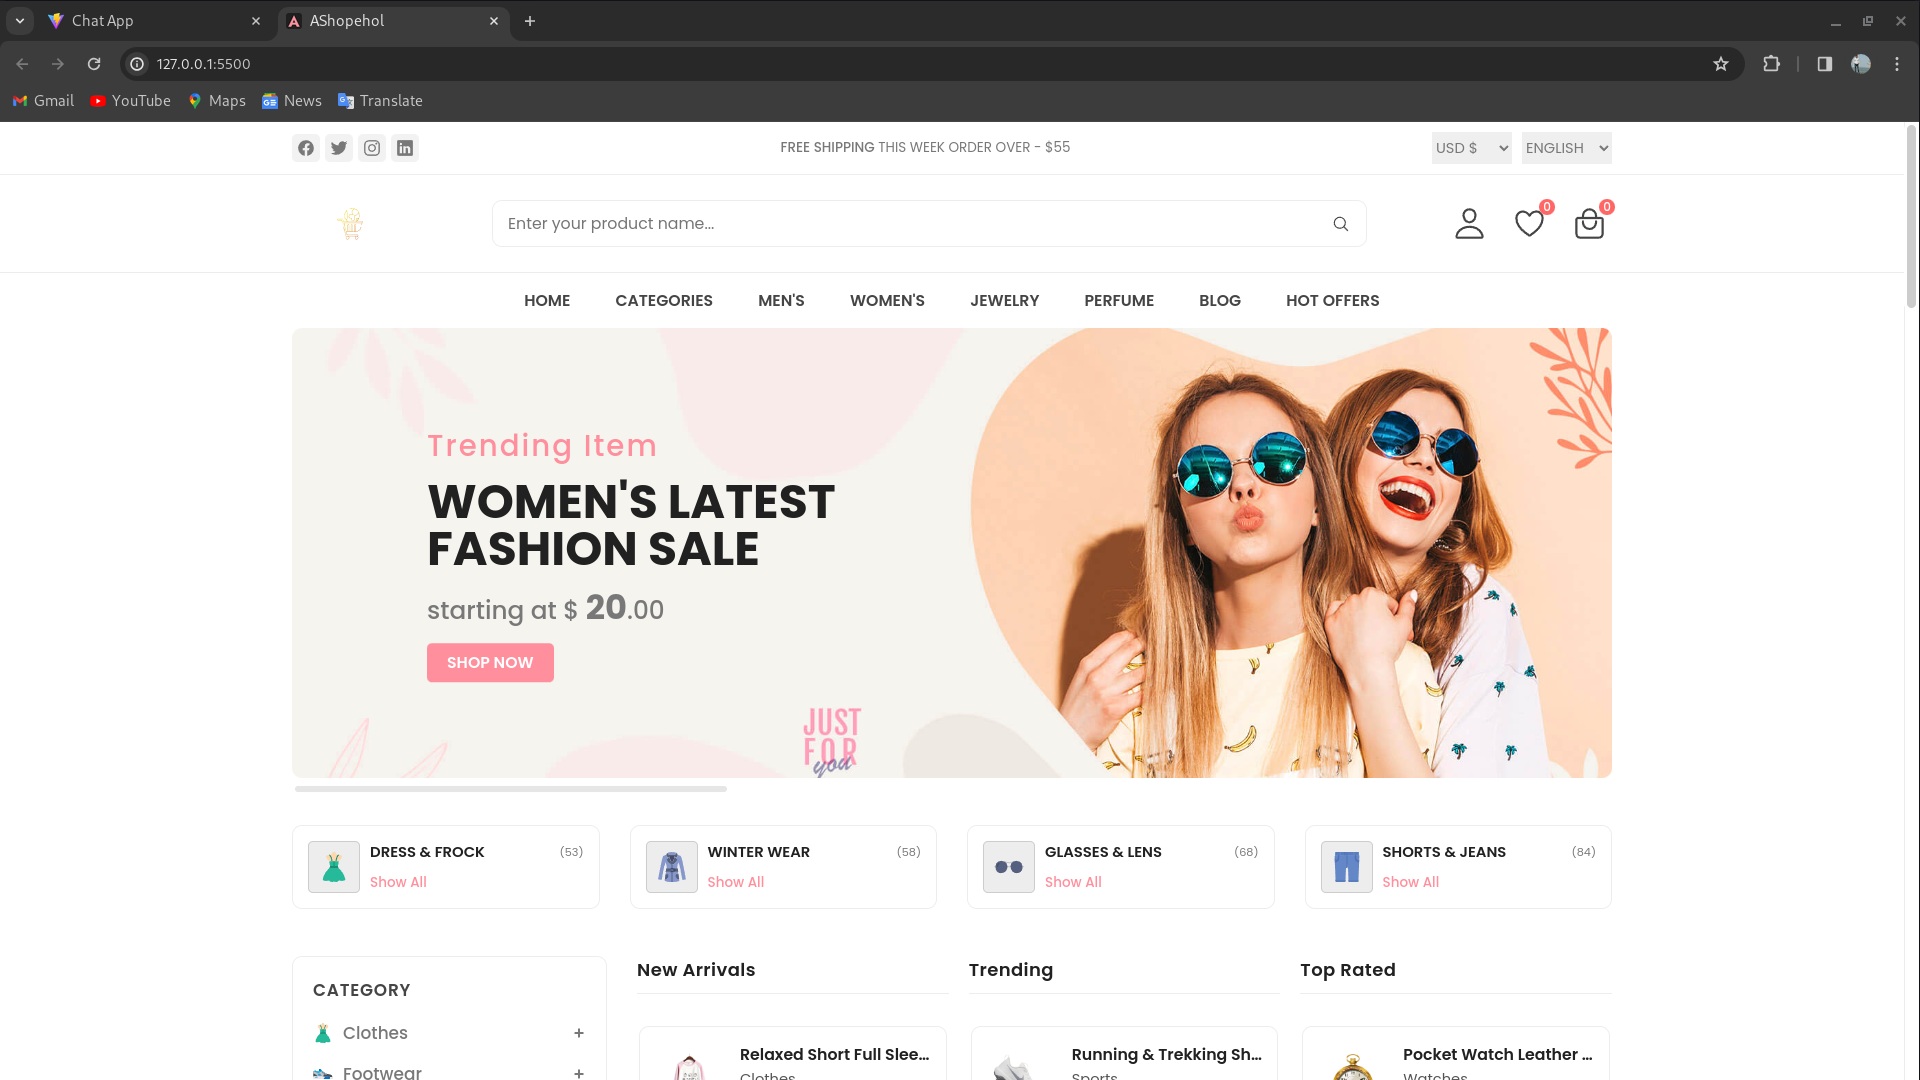 Chat App
AShopehol
127.0.0.1:5500
Gmail
YouTube
Maps
News
Translate
FREE SHIPPING THIS WEEK ORDER OVER - $55
USD $
ENGLISH
Enter your product name...
0
0
HOME
CATEGORIES
MEN'S
WOMEN'S
JEWELRY
PERFUME
BLOG
HOT OFFERS
Trending Item
WOMEN'S LATEST
FASHION SALE
starting at $ 20.00
SHOP NOW
JUST
FOR
you
DRESS & FROCK
(53)
Show All
WINTER WEAR
(58)
Show All
GLASSES & LENS
(68)
Show All
SHORTS & JEANS
(84)
Show All
CATEGORY
Clothes
+
Footwear
+
New Arrivals
Relaxed Short Full Slee...
Clothes
Trending
Running & Trekking Sh...
Sports
Top Rated
Pocket Watch Leather ...
Watches